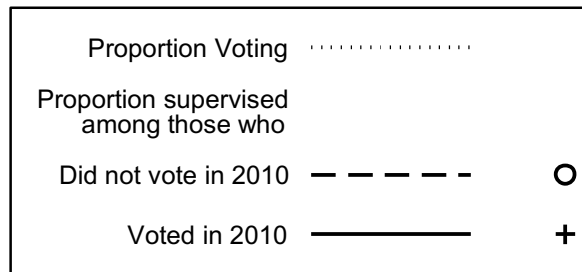 Proportion Voting
Proportion supervised
among those who
Did not vote in 2010
Voted in 2010